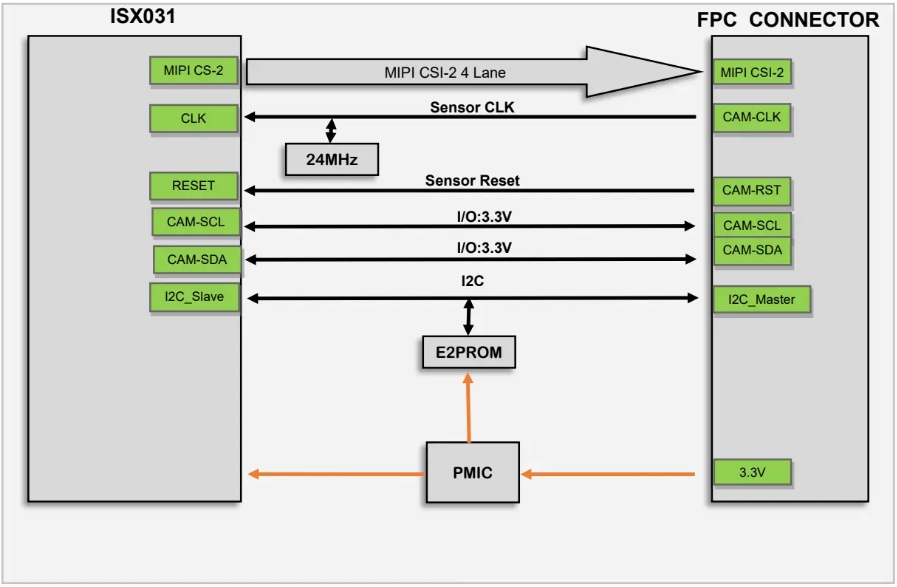 ISX031
FPC CONNECTOR
MIPI CS-2
MIPI CSI-2 4 Lane
MIPI CSI-2
CLK
Sensor CLK
CAM-CLK
24MHz
RESET
Sensor Reset
CAM-RST
CAM-SCL
I/O:3.3V
CAM-SCL
CAM-SDA
I/O:3.3V
CAM-SDA
I2C_Slave
I2C
I2C_Master
E2PROM
PMIC
3.3V